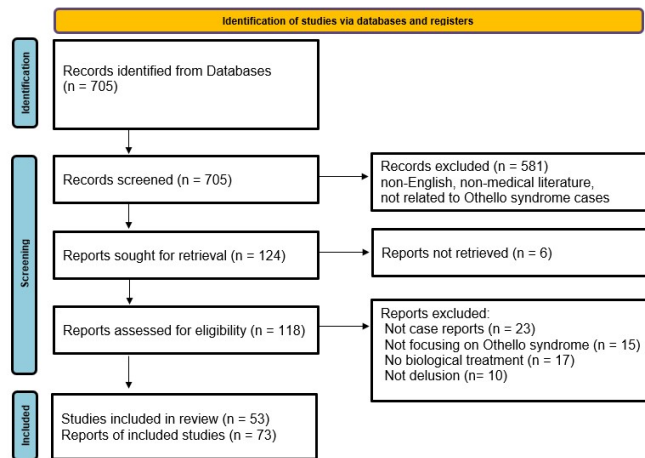 Identification of studies via databases and registers
Identification
Records identified from Databases
(n = 705)
Screening
Records screened (n = 705)
Records excluded (n = 581)
non-English, non-medical literature,
not related to Othello syndrome cases
Reports sought for retrieval (n = 124)
Reports not retrieved (n = 6)
Reports assessed for eligibility (n = 118)
Reports excluded:
Not case reports (n = 23)
Not focusing on Othello syndrome (n = 15)
No biological treatment (n = 17)
Not delusion (n= 10)
Included
Studies included in review (n = 53)
Reports of included studies (n = 73)